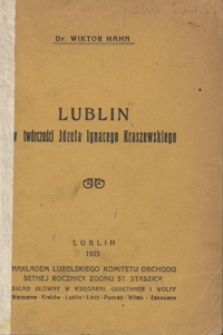 Dr. WIKTOR HAHN
LUBLIN
w twórczości Józefa Ignacego Kraszewskiego
LUBLIN
1925
NAKŁADEM LUBELSKIEGO KOMITETU OBCHODU
SETNEJ ROCZNICY ZGONU ST. STASZICA
SKŁAD GŁÓWNY W KSIĘGARNI GEBETHNER I WOLFF
Warszawa - Kraków - Lublin - Łódź - Poznań - Wilno - Zakopane